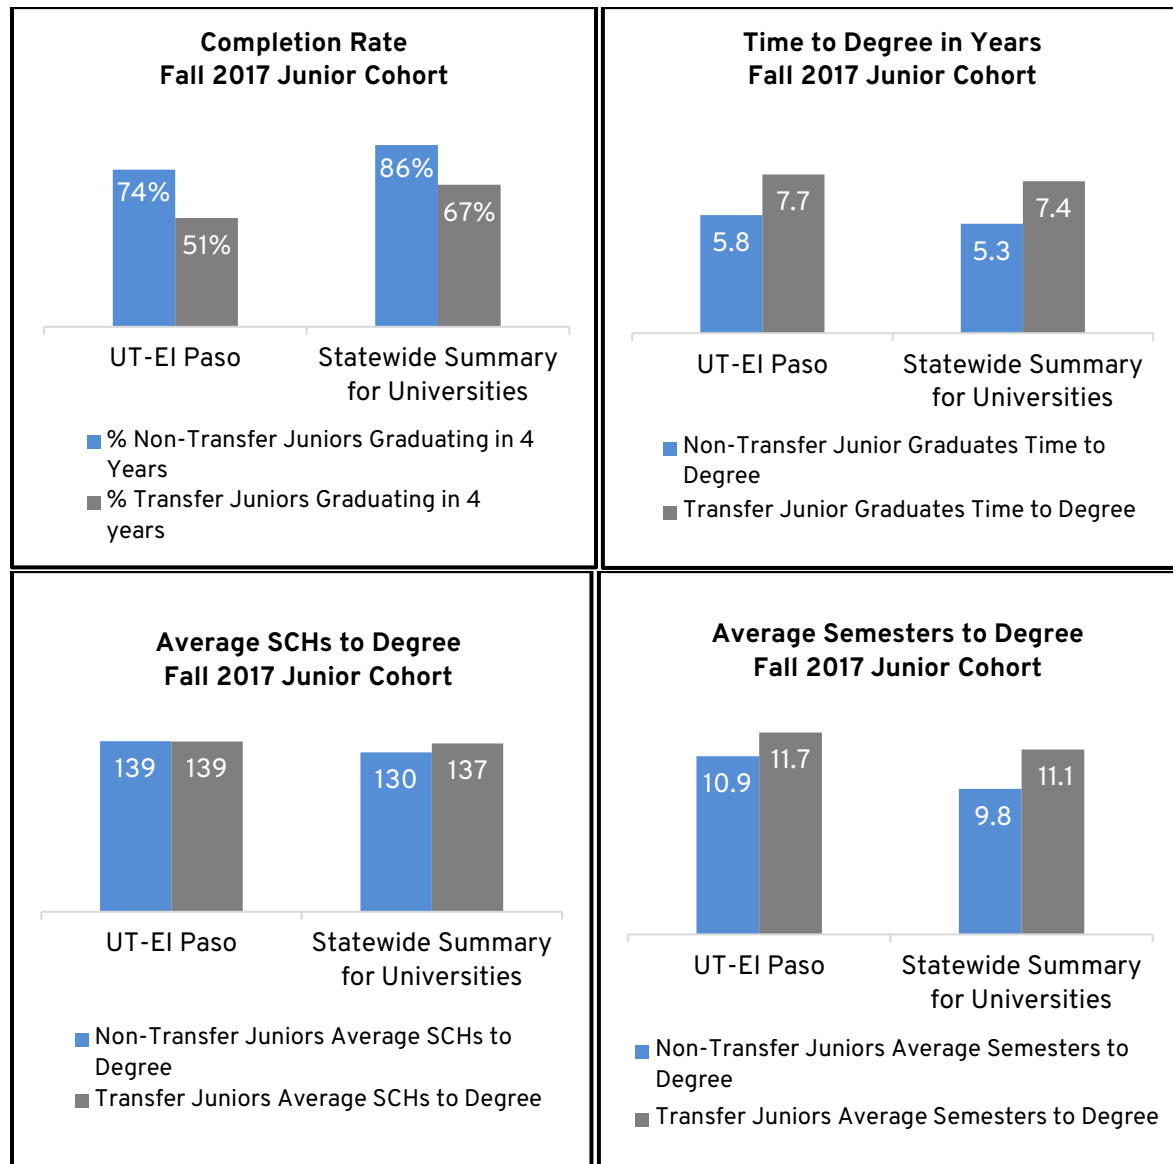 Completion Rate
Fall 2017 Junior Cohort
74%
51%
86%
67%
UT-El Paso
Statewide Summary
for Universities
% Non-Transfer Juniors Graduating in 4
Years
% Transfer Juniors Graduating in 4
years
Time to Degree in Years
Fall 2017 Junior Cohort
5.8
7.7
5.3
7.4
UT-El Paso
Statewide Summary
for Universities
Non-Transfer Junior Graduates Time to
Degree
Transfer Junior Graduates Time to Degree
Average SCHs to Degree
Fall 2017 Junior Cohort
139
139
130
137
UT-El Paso
Statewide Summary
for Universities
Non-Transfer Juniors Average SCHs to
Degree
Transfer Juniors Average SCHs to Degree
Average Semesters to Degree
Fall 2017 Junior Cohort
10.9
11.7
9.8
11.1
UT-El Paso
Statewide Summary
for Universities
Non-Transfer Juniors Average Semesters to
Degree
Transfer Juniors Average Semesters to Degree